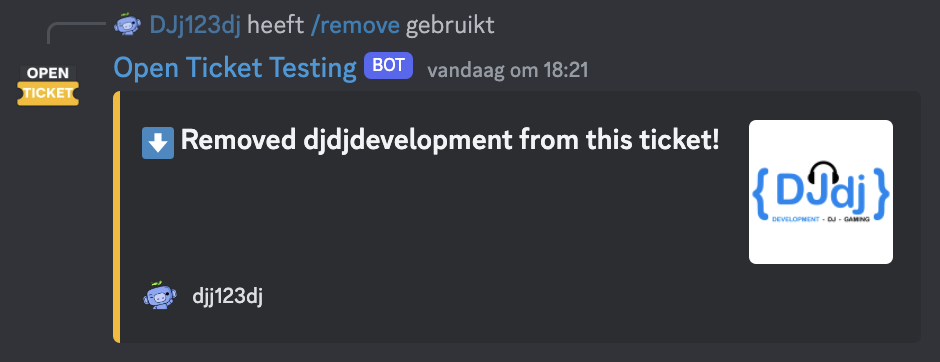 DJj123dj heeft /remove gebruikt
OPEN
TICKET
Open Ticket Testing BOT vandaag om 18:21
⬇️ Removed djdjdevelopment from this ticket!
{DJdj}
DEVELOPMENT - DJ - GAMING
djj123dj